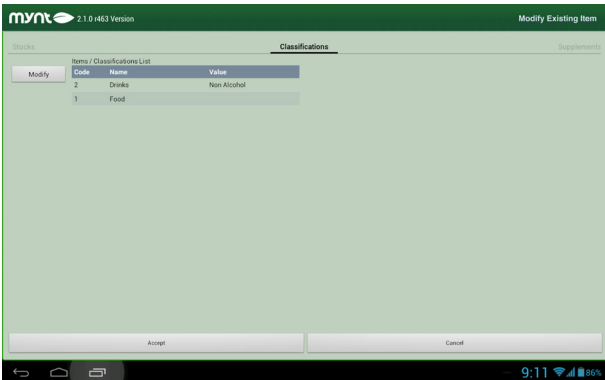 mynt 2.1.0 r463 Version Modify Existing Item
Stocks Classifications Supplements
Items / Classifications List
Modify
Code Name Value
2 Drinks Non Alcohol
1 Food
Accept Cancel
9:11 86%